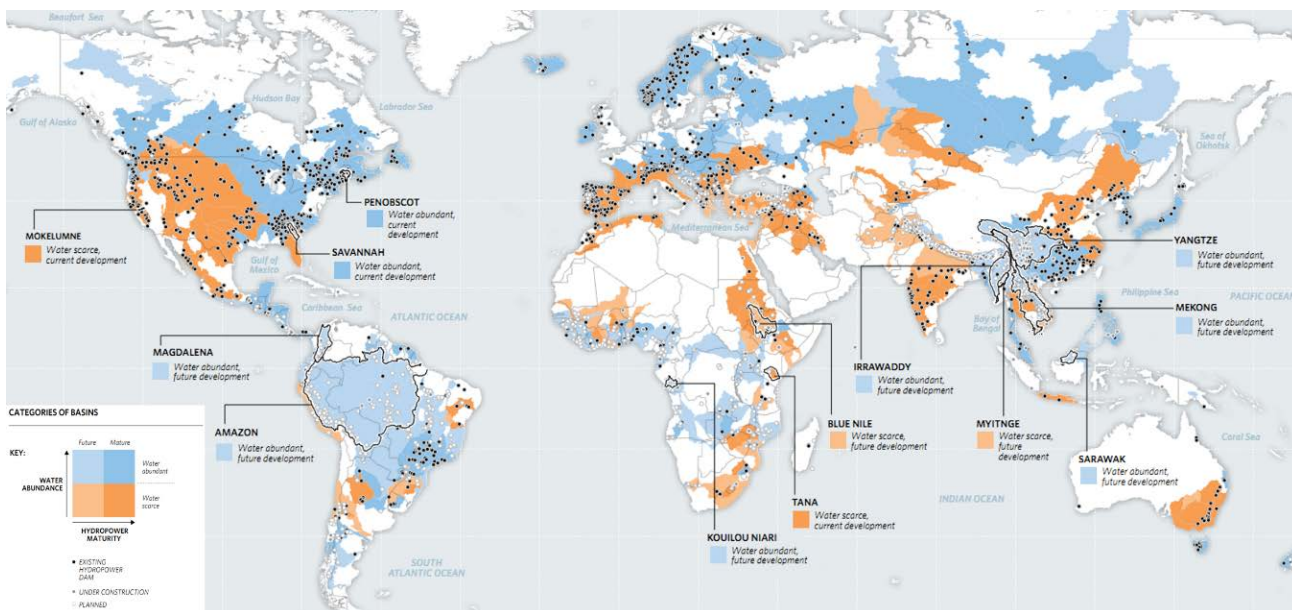 Beaufort Sea
Hudson Bay
Labrador Sea
Gulf of Alaska
Sea of
Okhotsk
PENOBSCOT
Water abundant,
current
development
MOKELUMNE
Water scarce,
current development
SAVANNAH
Water abundant,
current development
Gulf of
Mexico
Mediterranean Sea
YANGTZE
Water abundant,
future development
Caribbean Sea
ATLANTIC OCEAN
Philippine Sea
PACIFIC OCEAN
Bay of
Bengal
MEKONG
Water abundant,
future development
MAGDALENA
Water abundant,
future development
IRRAWADDY
Water abundant,
future development
AMAZON
Water abundant,
future development
BLUE NILE
Water scarce,
future development
MYITNGE
Water scarce,
future
development
SARAWAK
Water abundant,
future development
Coral Sea
INDIAN OCEAN
TANA
Water scarce,
current development
KOUILOU NIARI
Water abundant,
future development
SOUTH
ATLANTIC OCEAN
CATEGORIES OF BASINS
Future Mature
KEY:
WATER
ABUNDANCE
Water
abundant
Water
scarce
HYDROPOWER
MATURITY
EXISTING
HYDROPOWER
DAM
UNDER CONSTRUCTION
PLANNED